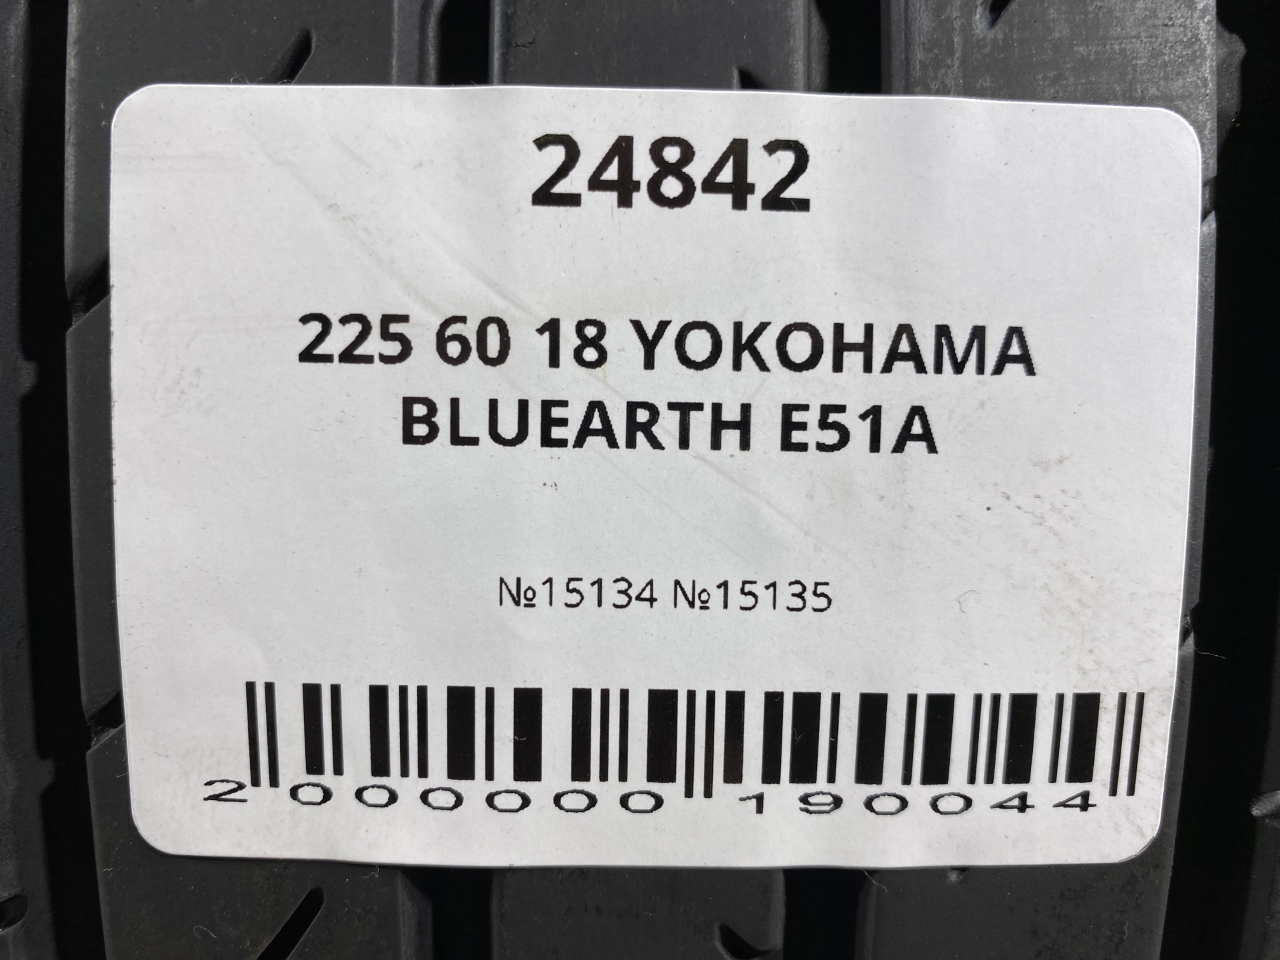 24842
225 60 18 YOKOHAMA
BLUEARTH E51A
№15134 №15135
2 000000 190044